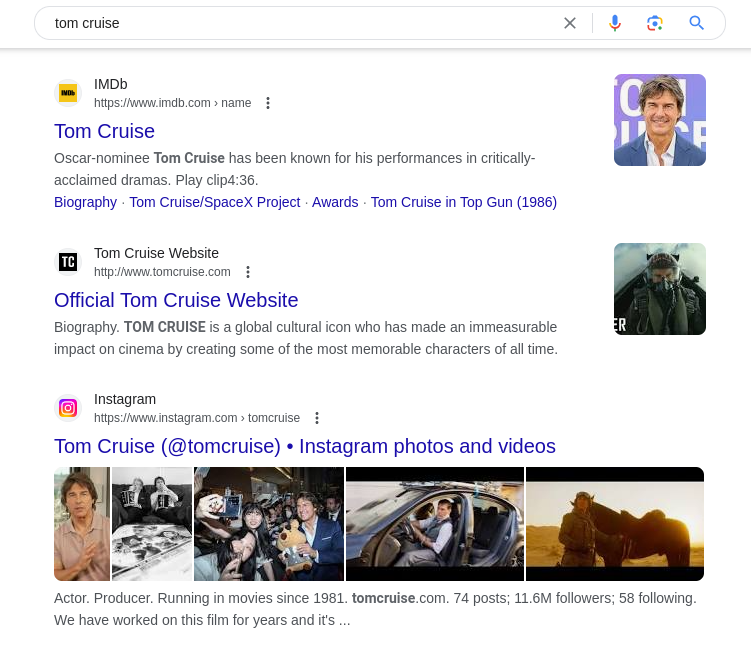 tom cruise
IMDb
IMDb
https://www.imdb.com › name
Tom Cruise
Oscar-nominee Tom Cruise has been known for his performances in critically-
acclaimed dramas. Play clip4:36.
Biography · Tom Cruise/SpaceX Project · Awards · Tom Cruise in Top Gun (1986)
TC
Tom Cruise Website
http://www.tomcruise.com
Official Tom Cruise Website
ER
Biography. TOM CRUISE is a global cultural icon who has made an immeasurable
impact on cinema by creating some of the most memorable characters of all time.
Instagram
https://www.instagram.com › tomcruise
Tom Cruise (@tomcruise) • Instagram photos and videos
Actor. Producer. Running in movies since 1981. tomcruise.com. 74 posts; 11.6M followers; 58 following.
We have worked on this film for years and it's ...